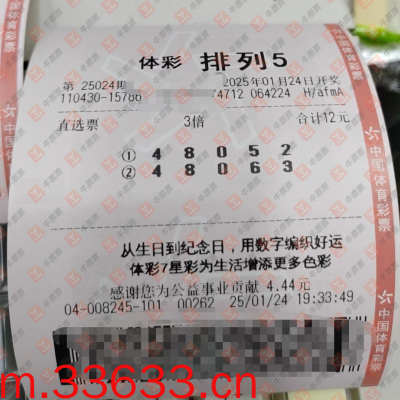 体彩 排列5
第 25024期 2025年01月24日开奖
110430-15786 74712 064224 H/afmA
直选票 3倍 合计12元
① 4 8 0 5 2
② 4 8 0 6 3
从生日到纪念日，用数字编织好运
体彩7星彩为生活增添更多色彩
感谢您为公益事业贡献 4.44元
04-008245-101 00262 25/01/24 19:33:49
中国体育彩票
中国体育彩票
中国体育彩票
m.33633.cn